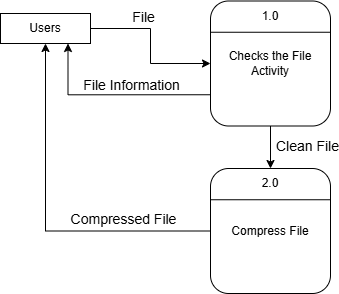 File
1.0
Users
Checks the File
Activity
File Information
Clean File
2.0
Compressed File
Compress File